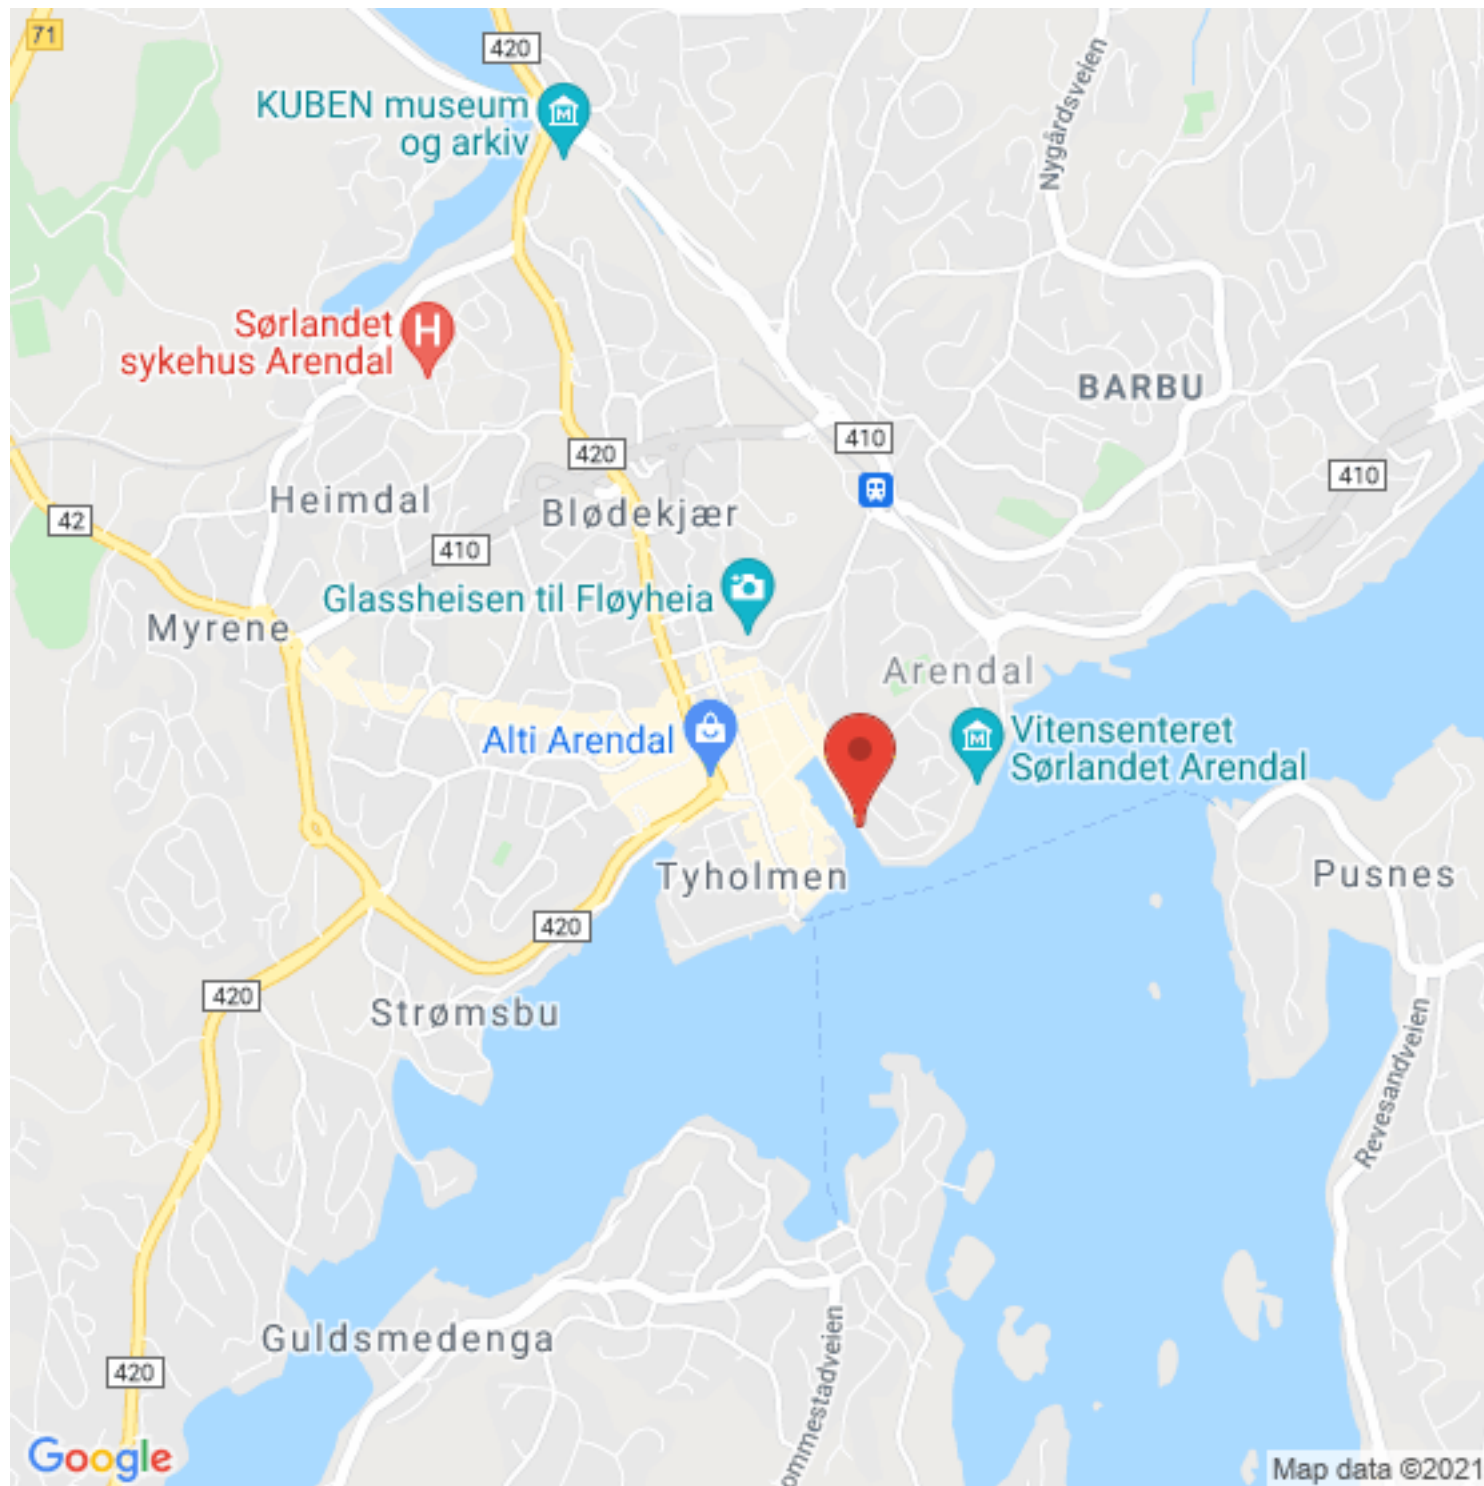 71
420
KUBEN museum
og arkiv
Nygårdsveien
Sørlandet
sykehus Arendal
H
BARBU
410
420
410
Heimdal
Blødekjær
42
410
Glassheisen til Fløyheia
Myrene
Arendal
Alti Arendal
Vitensenteret
Sørlandet Arendal
Tyholmen
Pusnes
420
420
Strømsbu
Revesandveien
Guldsmedenga
420
ommestadveien
Google
Map data ©2021